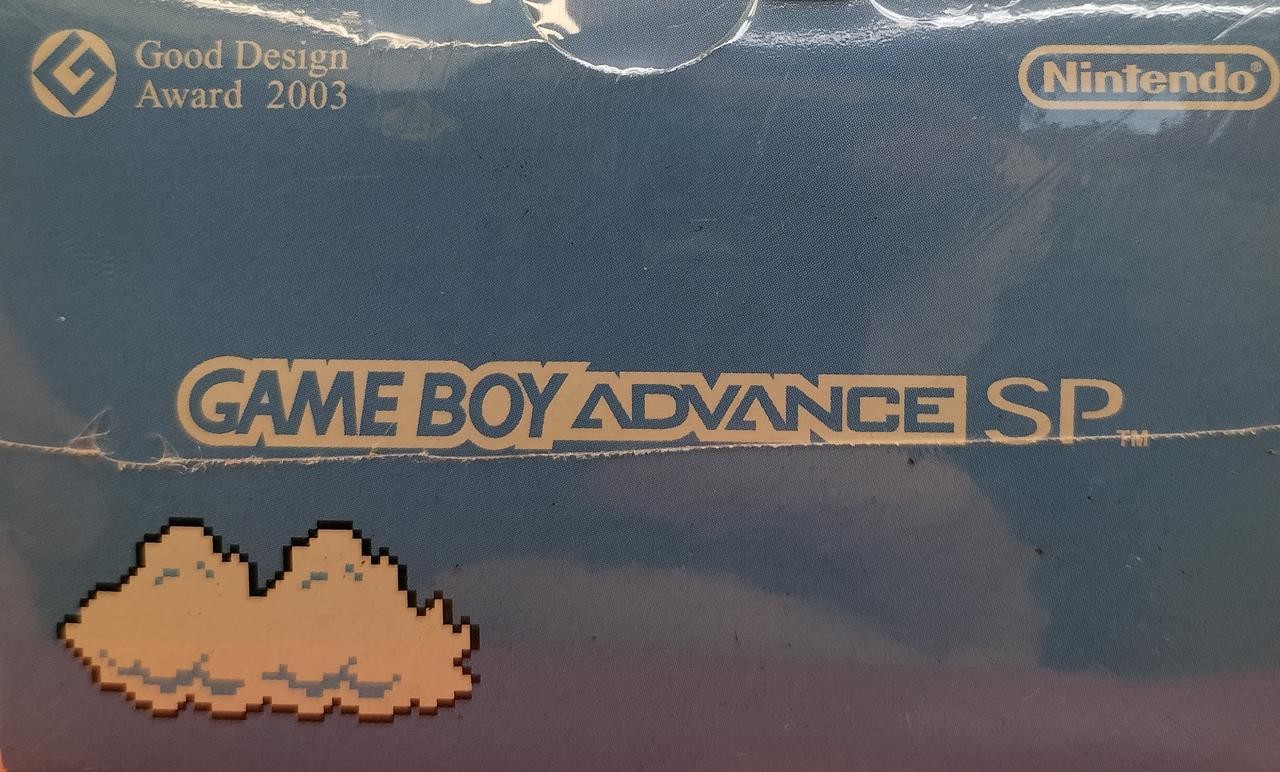 Good Design
Award 2003
Nintendo®
GAME BOY ADVANCE SP™